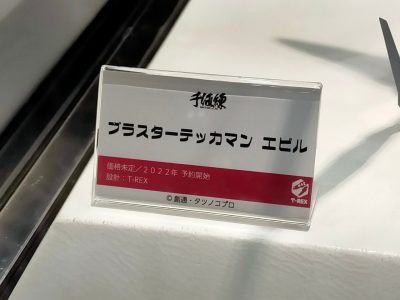 千値練
ブラスターテッカマン エビル
価格未定/2022年 予約開始
設計：T-REX
T-REX
©創通・タツノコプロ